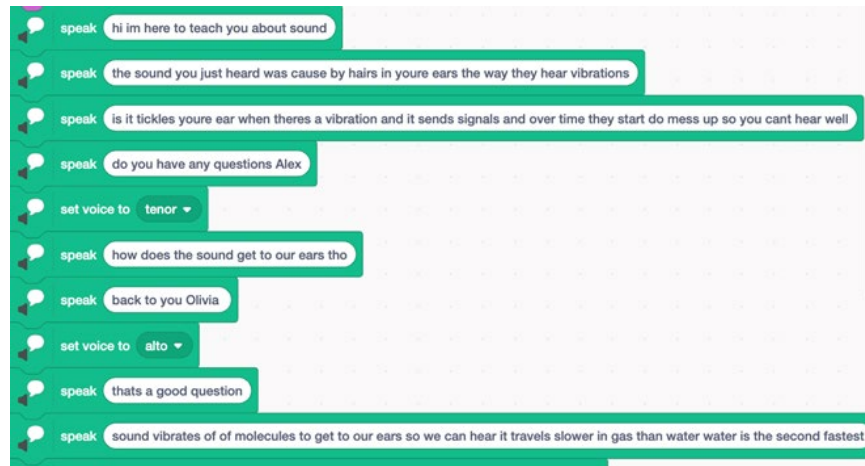 speak hi im here to teach you about sound
speak the sound you just heard was cause by hairs in youre ears the way they hear vibrations
speak is it tickles youre ear when theres a vibration and it sends signals and over time they start do mess up so you cant hear well
speak do you have any questions Alex
set voice to tenor
speak how does the sound get to our ears tho
speak back to you Olivia
set voice to alto
speak thats a good question
speak sound vibrates of of molecules to get to our ears so we can hear it travels slower in gas than water water is the second fastest